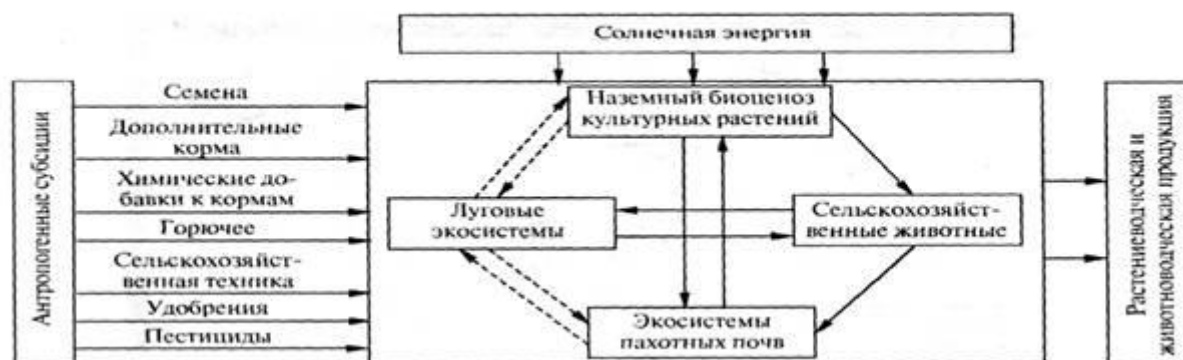 Солнечная энергия
Антропогенные субсидии
Семена
Дополнительные
корма
Химические до-
бавки к кормам
Горючее
Сельскохозяйст-
венная техника
Удобрения
Пестициды
Наземный биоценоз
культурных растений
Луговые
экосистемы
Сельскохозяйст-
венные животные
Экосистемы
пахотных почв
Растениеводческая и
животноводческая продукция